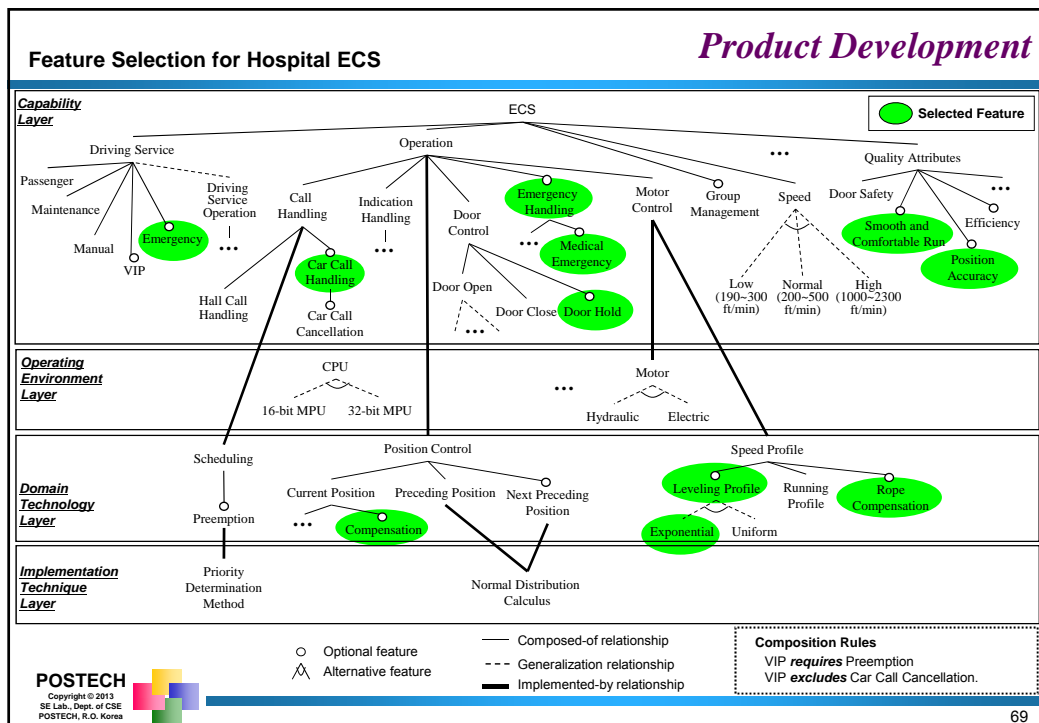 Feature Selection for Hospital ECS
Product Development
Capability
Layer
ECS
Selected Feature
Driving Service
Operation
•••
Quality Attributes
Passenger
Maintenance
Manual
VIP
Emergency
Driving
Service
Operation
•••
Call
Handling
Indication
Handling
•••
Door
Control
Emergency
Handling
•••
Medical
Emergency
Motor
Control
Group
Management
Speed
Door Safety
Smooth and
Comfortable Run
Position
Accuracy
Efficiency
•••
Hall Call
Handling
Car Call
Handling
Car Call
Cancellation
Door Open
•••
Door Close
Door Hold
Low
(190~300
ft/min)
Normal
(200~500
ft/min)
High
(1000~2300
ft/min)
Operating
Environment
Layer
CPU
16-bit MPU
32-bit MPU
•••
Motor
Hydraulic
Electric
Domain
Technology
Layer
Scheduling
Preemption
Position Control
Current Position
•••
Compensation
Preceding Position
Next Preceding
Position
Speed Profile
Leveling Profile
Exponential
Uniform
Running
Profile
Rope
Compensation
Implementation
Technique
Layer
Priority
Determination
Method
Normal Distribution
Calculus
Optional feature
Alternative feature
Composed-of relationship
Generalization relationship
Implemented-by relationship
Composition Rules
VIP requires Preemption
VIP excludes Car Call Cancellation.
POSTECH
Copyright © 2013
SE Lab., Dept. of CSE
POSTECH, R.O. Korea
69